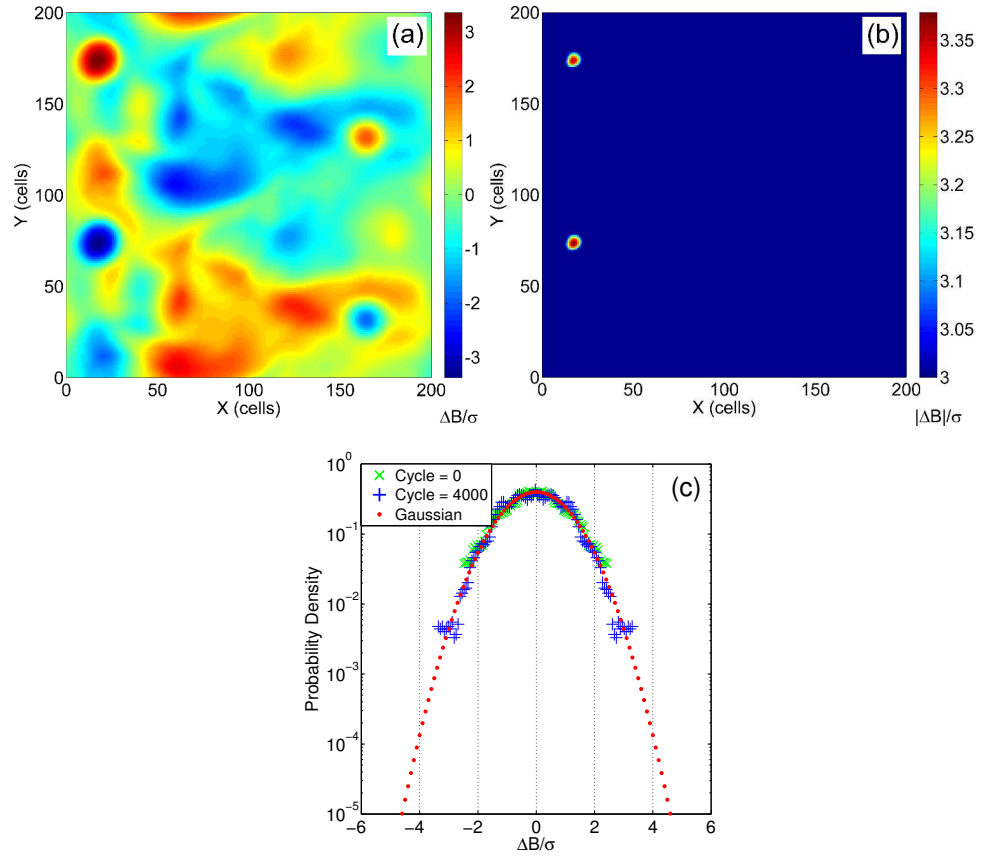 (a)
200
150
100
50
0
0 50 100 150 200
Y (cells)
X (cells)
3
2
1
0
-1
-2
-3
ΔB/σ
(b)
200
150
100
50
0
0 50 100 150 200
Y (cells)
X (cells)
3.35
3.3
3.25
3.2
3.15
3.1
3.05
3
|ΔB|/σ
(c)
Cycle = 0
Cycle = 4000
Gaussian
10^0
10^-1
10^-2
10^-3
10^-4
10^-5
Probability Density
-6 -4 -2 0 2 4 6
ΔB/σ